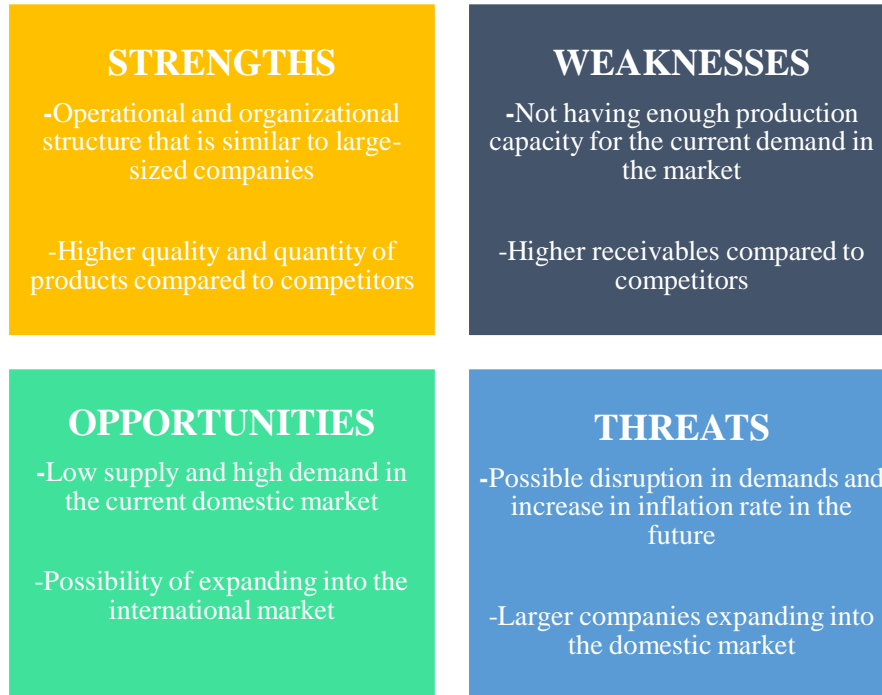 STRENGTHS
-Operational and organizational
structure that is similar to large-
sized companies
-Higher quality and quantity of
products compared to competitors
WEAKNESSES
-Not having enough production
capacity for the current demand in
the market
-Higher receivables compared to
competitors
OPPORTUNITIES
-Low supply and high demand in
the current domestic market
-Possibility of expanding into the
international market
THREATS
-Possible disruption in demands and
increase in inflation rate in the
future
-Larger companies expanding into
the domestic market